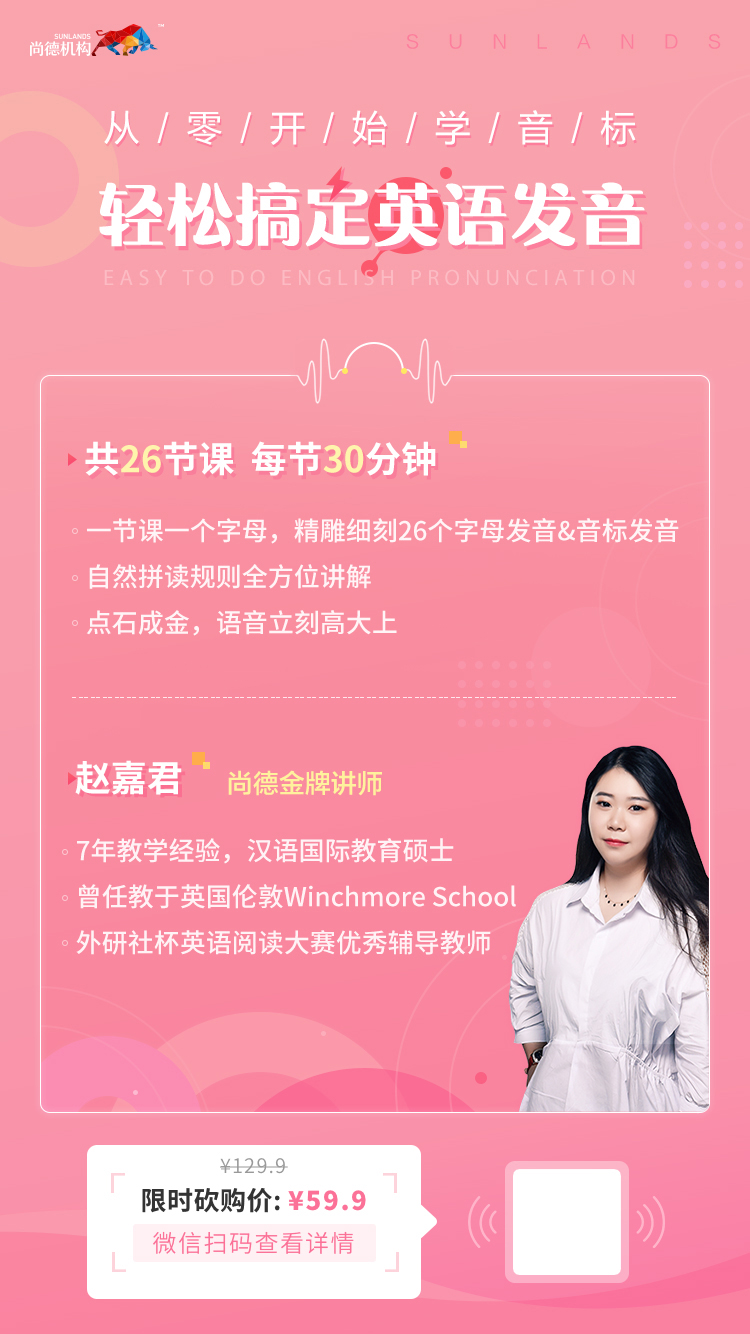 SUNLANDS
尚德机构
™
SUNLANDS
从/零/开/始/学/音/标
轻松搞定英语发音
EASY TO DO ENGLISH PRONUNCIATION
共26节课 每节30分钟
一节课一个字母，精雕细刻26个字母发音&音标发音
自然拼读规则全方位讲解
点石成金，语音立刻高大上
赵嘉君 尚德金牌讲师
7年教学经验，汉语国际教育硕士
曾任教于英国伦敦Winchmore School
外研社杯英语阅读大赛优秀辅导教师
¥129.9
限时砍购价: ¥59.9
微信扫码查看详情